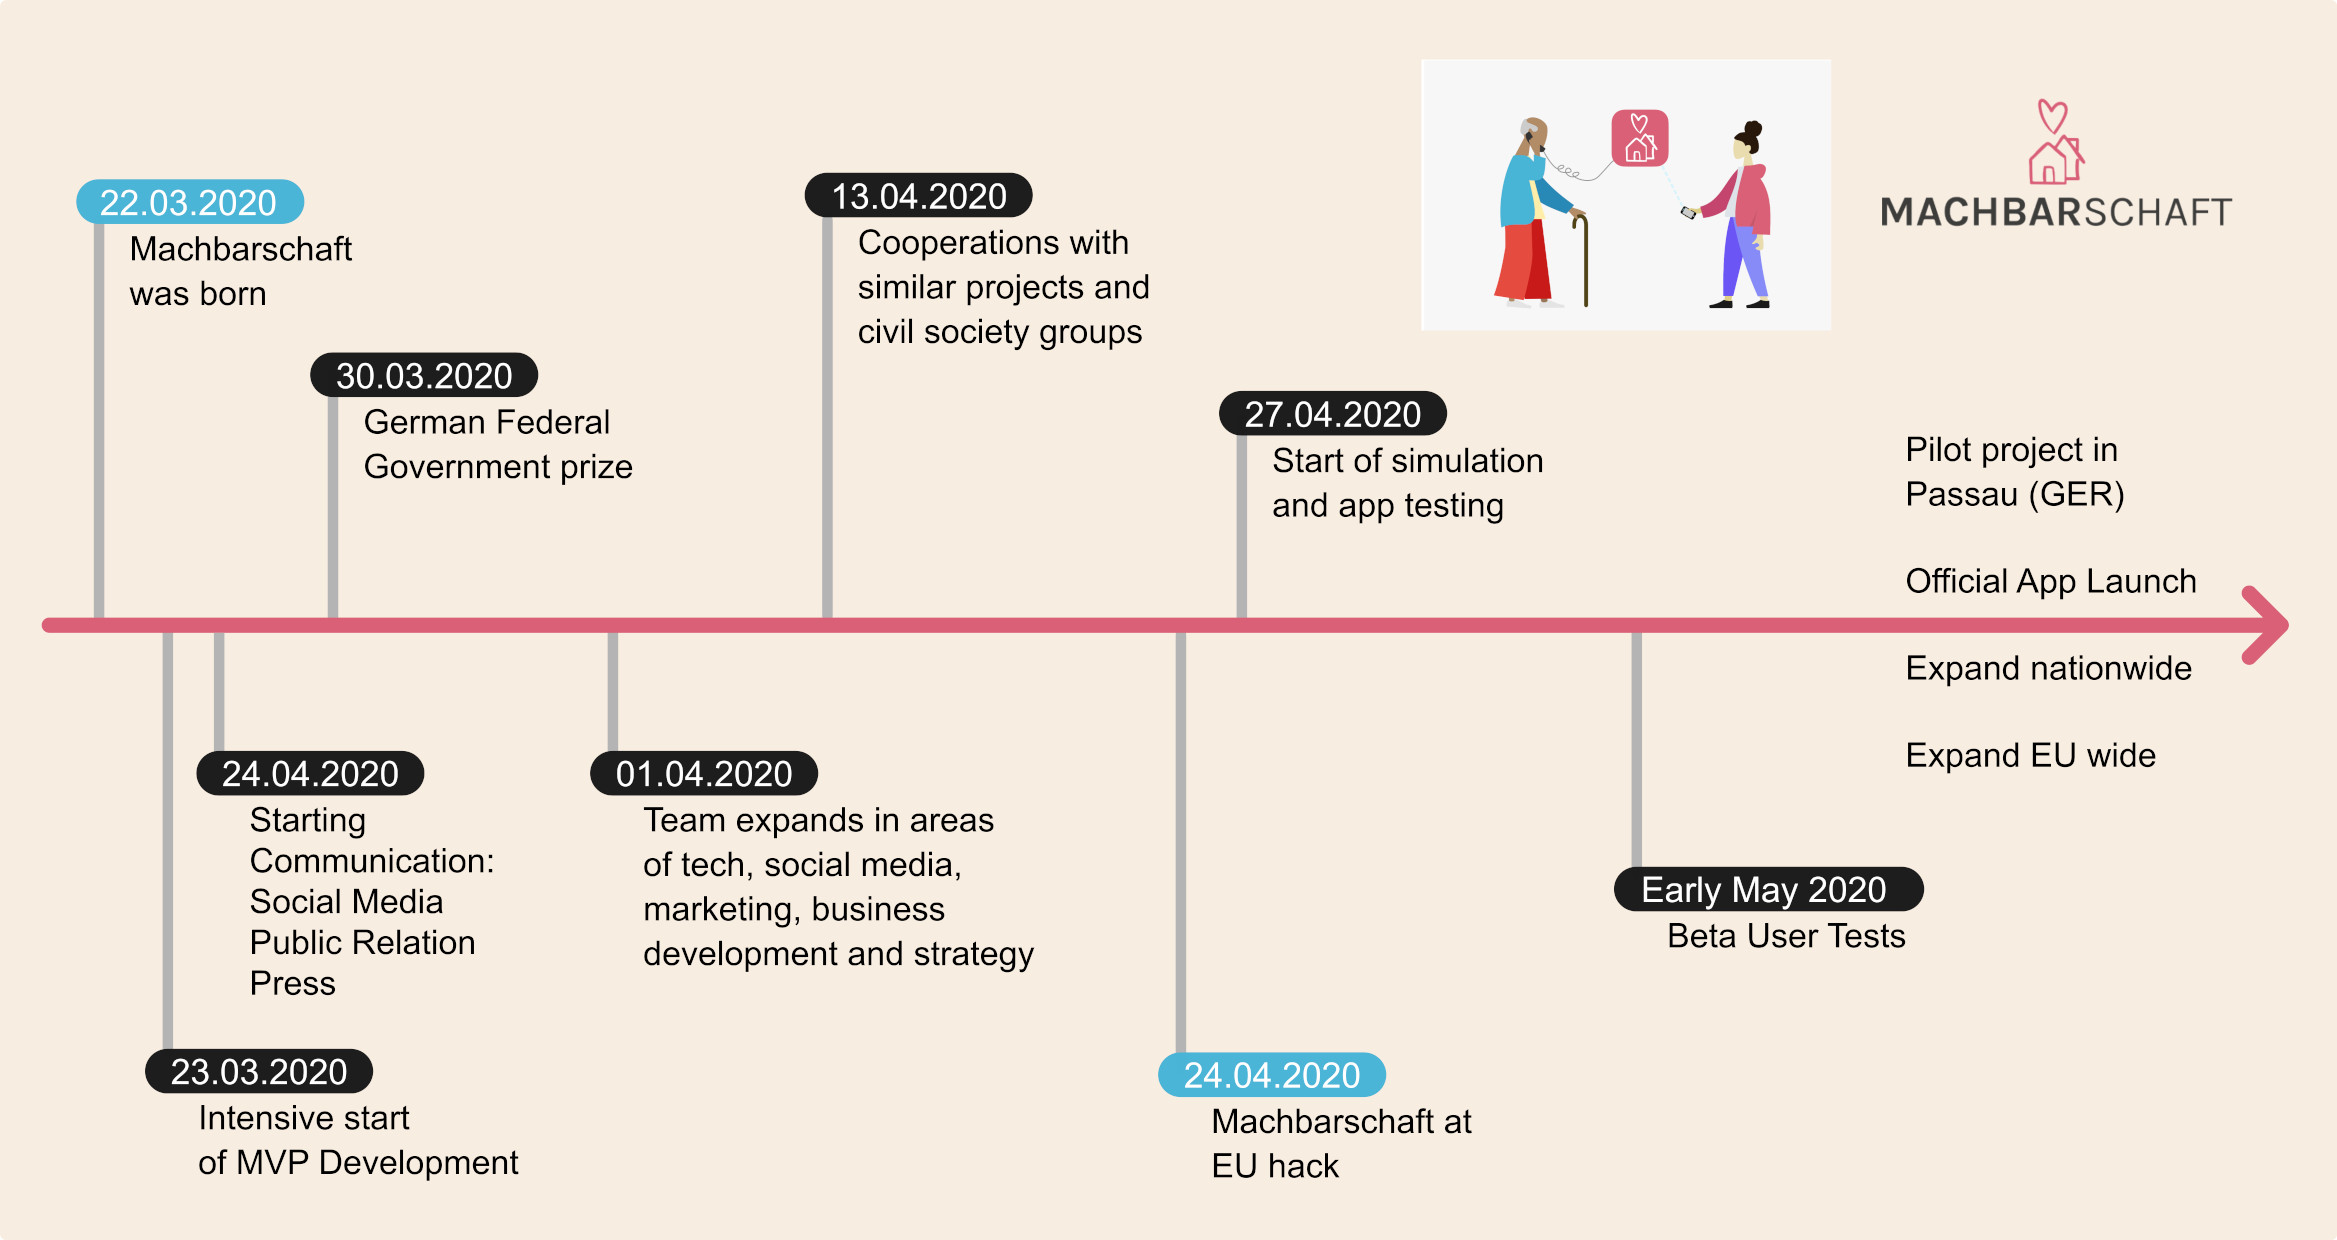 MACHBARSCHAFT
22.03.2020
Machbarschaft
was born
30.03.2020
German Federal
Government prize
13.04.2020
Cooperations with
similar projects and
civil society groups
27.04.2020
Start of simulation
and app testing
Pilot project in
Passau (GER)
Official App Launch
Expand nationwide
Expand EU wide
24.04.2020
Starting
Communication:
Social Media
Public Relation
Press
23.03.2020
Intensive start
of MVP Development
01.04.2020
Team expands in areas
of tech, social media,
marketing, business
development and strategy
24.04.2020
Machbarschaft at
EU hack
Early May 2020
Beta User Tests